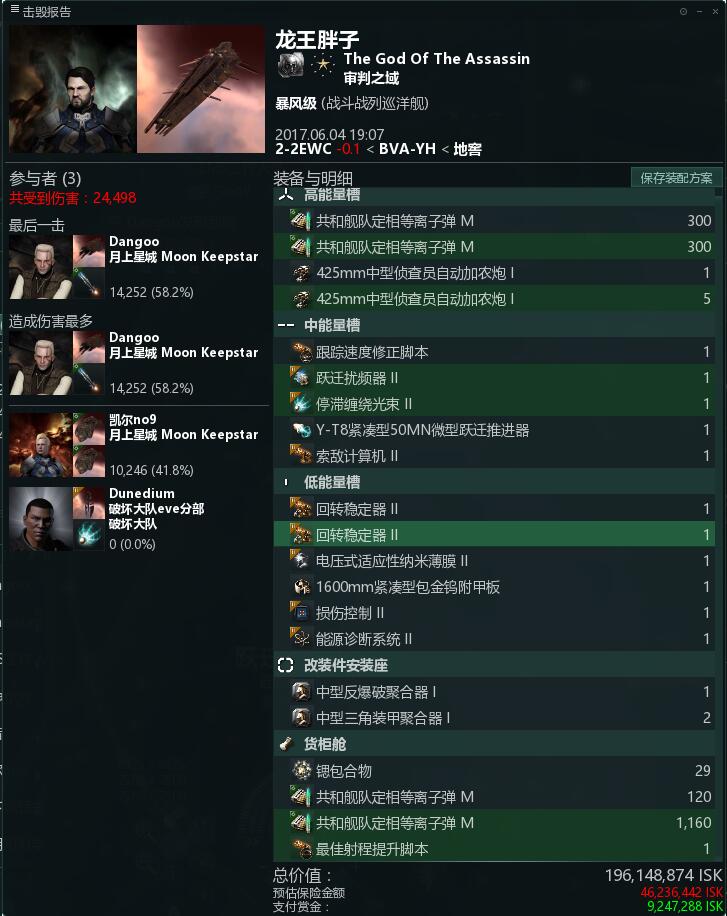 击毁报告
龙王胖子
The God Of The Assassin
审判之域
暴风级 (战斗战列巡洋舰)
2017.06.04 19:07
2-2EWC -0.1 < BVA-YH < 地窖
参与者 (3)
共受到伤害：24,498
最后一击
Dangoo
月上星城 Moon Keepstar
14,252 (58.2%)
造成伤害最多
Dangoo
月上星城 Moon Keepstar
14,252 (58.2%)
凯尔no9
月上星城 Moon Keepstar
10,246 (41.8%)
Dunedium
破坏大队eve分部
破坏大队
0 (0.0%)
装备与明细
保存装配方案
高能量槽
共和舰队定相等离子弹 M 300
共和舰队定相等离子弹 M 300
425mm中型侦查员自动加农炮 I 1
425mm中型侦查员自动加农炮 I 5
中能量槽
跟踪速度修正脚本 1
跃迁扰频器 II 1
停滞缠绕光束 II 1
Y-T8紧凑型50MN微型跃迁推进器 1
索敌计算机 II 1
低能量槽
回转稳定器 II 1
回转稳定器 II 1
电压式适应性纳米薄膜 II 1
1600mm紧凑型包金钨附甲板 1
损伤控制 II 1
能源诊断系统 II 1
改装件安装座
中型反爆破聚合器 I 1
中型三角装甲聚合器 I 2
货柜舱
锶包合物 29
共和舰队定相等离子弹 M 120
共和舰队定相等离子弹 M 1,160
最佳射程提升脚本 1
总价值： 196,148,874 ISK
预估保险金额 46,236,442 ISK
支付赏金： 9,247,288 ISK